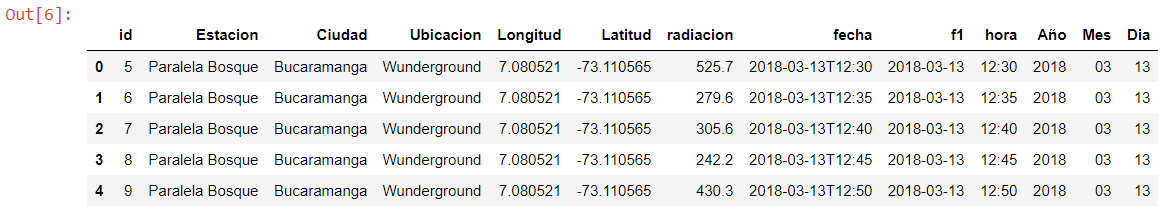 Out[6]:
id Estacion Ciudad Ubicacion Longitud Latitud radiacion fecha f1 hora Año Mes Dia
0 5 Paralela Bosque Bucaramanga Wunderground 7.080521 -73.110565 525.7 2018-03-13T12:30 2018-03-13 12:30 2018 03 13
1 6 Paralela Bosque Bucaramanga Wunderground 7.080521 -73.110565 279.6 2018-03-13T12:35 2018-03-13 12:35 2018 03 13
2 7 Paralela Bosque Bucaramanga Wunderground 7.080521 -73.110565 305.6 2018-03-13T12:40 2018-03-13 12:40 2018 03 13
3 8 Paralela Bosque Bucaramanga Wunderground 7.080521 -73.110565 242.2 2018-03-13T12:45 2018-03-13 12:45 2018 03 13
4 9 Paralela Bosque Bucaramanga Wunderground 7.080521 -73.110565 430.3 2018-03-13T12:50 2018-03-13 12:50 2018 03 13